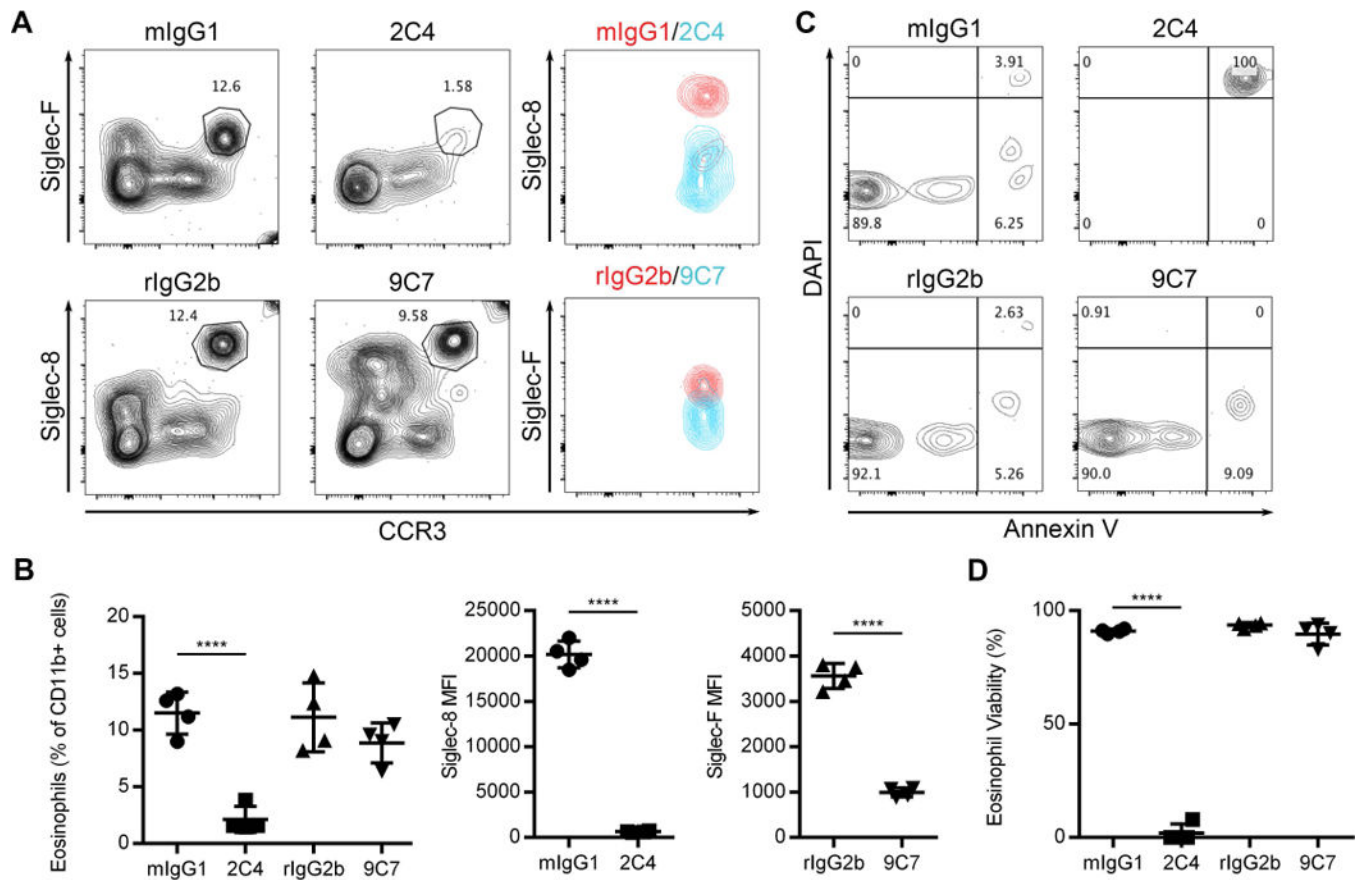 A
mIgG1
2C4
mIgG1/2C4
Siglec-F
12.6
1.58
Siglec-8
rIgG2b
9C7
rIgG2b/9C7
Siglec-8
12.4
9.58
Siglec-F
CCR3
C
mIgG1
2C4
0
3.91
0
100
89.8
6.25
0
0
DAPI
rIgG2b
9C7
0
2.63
0.91
0
92.1
5.26
90.0
9.09
Annexin V
B
Eosinophils (% of CD11b+ cells)
20
15
10
5
0
****
mIgG1
2C4
rIgG2b
9C7
Siglec-8 MFI
25000
20000
15000
10000
5000
0
****
mIgG1
2C4
Siglec-F MFI
5000
4000
3000
2000
1000
0
****
rIgG2b
9C7
D
Eosinophil Viability (%)
100
50
0
****
mIgG1
2C4
rIgG2b
9C7